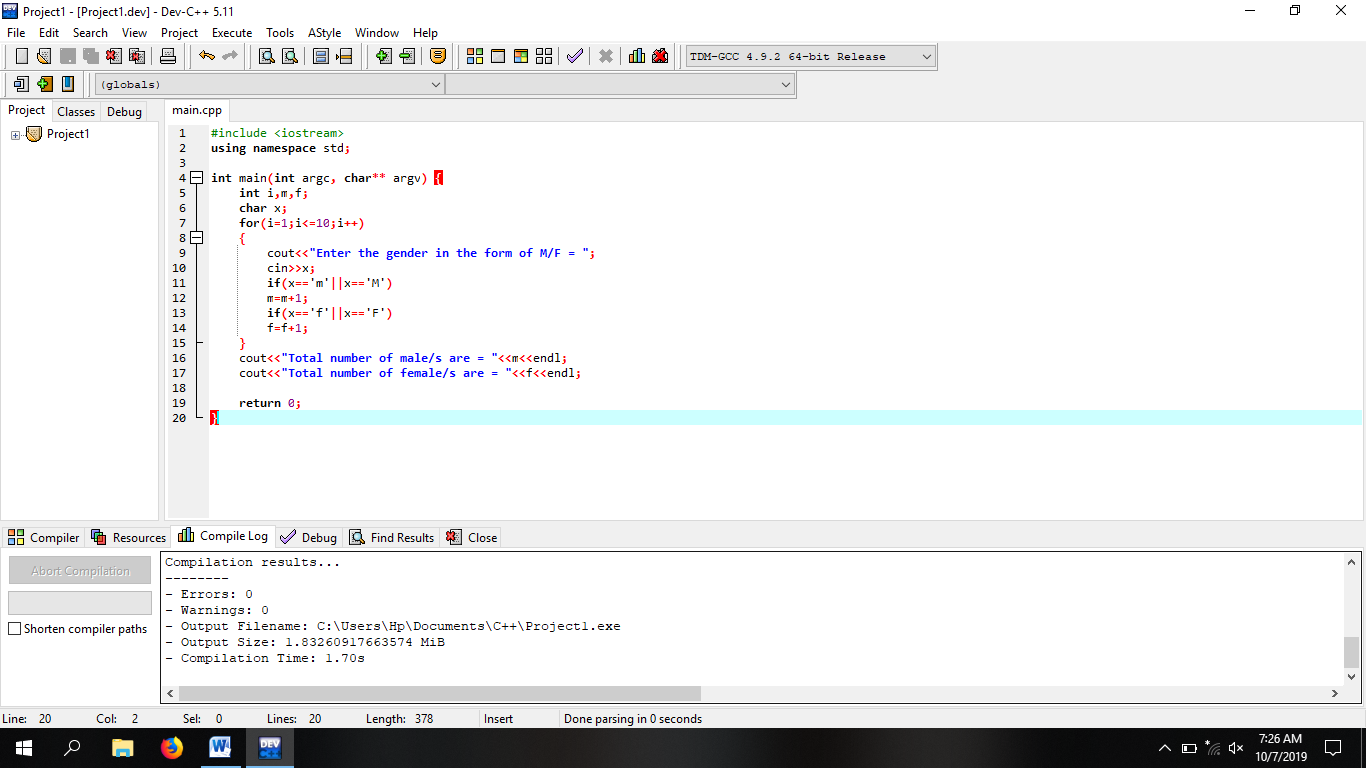 Project1 - [Project1.dev] - Dev-C++ 5.11
File Edit Search View Project Execute Tools AStyle Window Help
TDM-GCC 4.9.2 64-bit Release
(globals)
Project Classes Debug main.cpp
Project1
1 #include <iostream>
2 using namespace std;
3
4 int main(int argc, char** argv) {
5 int i,m,f;
6 char x;
7 for(i=1;i<=10;i++)
8 {
9 cout<<"Enter the gender in the form of M/F = ";
10 cin>>x;
11 if(x=='m'||x=='M')
12 m=m+1;
13 if(x=='f'||x=='F')
14 f=f+1;
15 }
16 cout<<"Total number of male/s are = "<<m<<endl;
17 cout<<"Total number of female/s are = "<<f<<endl;
18
19 return 0;
20 }
Compiler Resources Compile Log Debug Find Results Close
Abort Compilation
Shorten compiler paths
Compilation results...
--------
- Errors: 0
- Warnings: 0
- Output Filename: C:\Users\Hp\Documents\C++\Project1.exe
- Output Size: 1.83260917663574 MiB
- Compilation Time: 1.70s
Line: 20 Col: 2 Sel: 0 Lines: 20 Length: 378 Insert Done parsing in 0 seconds
DEV
7:26 AM
10/7/2019